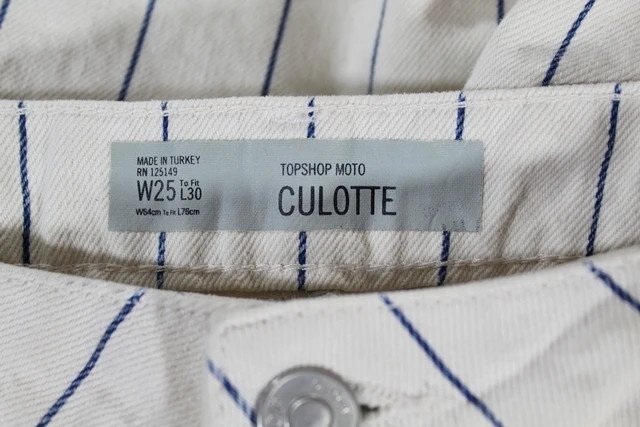 MADE IN TURKEY
RN 125149
W25 To Fit L30
W64cm To Fit L76cm
TOPSHOP MOTO
CULOTTE